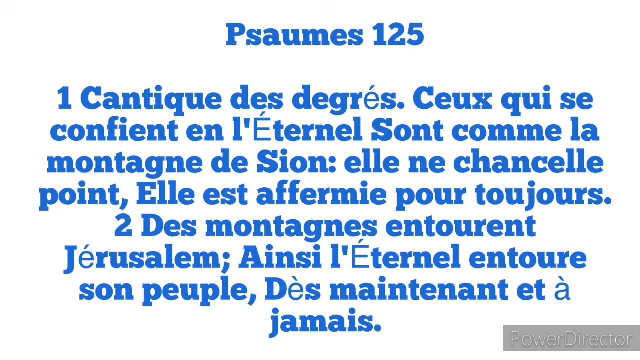 Psaumes 125
1 Cantique des degrés. Ceux qui se
confient en l'Éternel Sont comme la
montagne de Sion: elle ne chancelle
point, Elle est affermie pour toujours.
2 Des montagnes entourent
Jérusalem; Ainsi l'Éternel entoure
son peuple, Dès maintenant et à
jamais.
PowerDirector